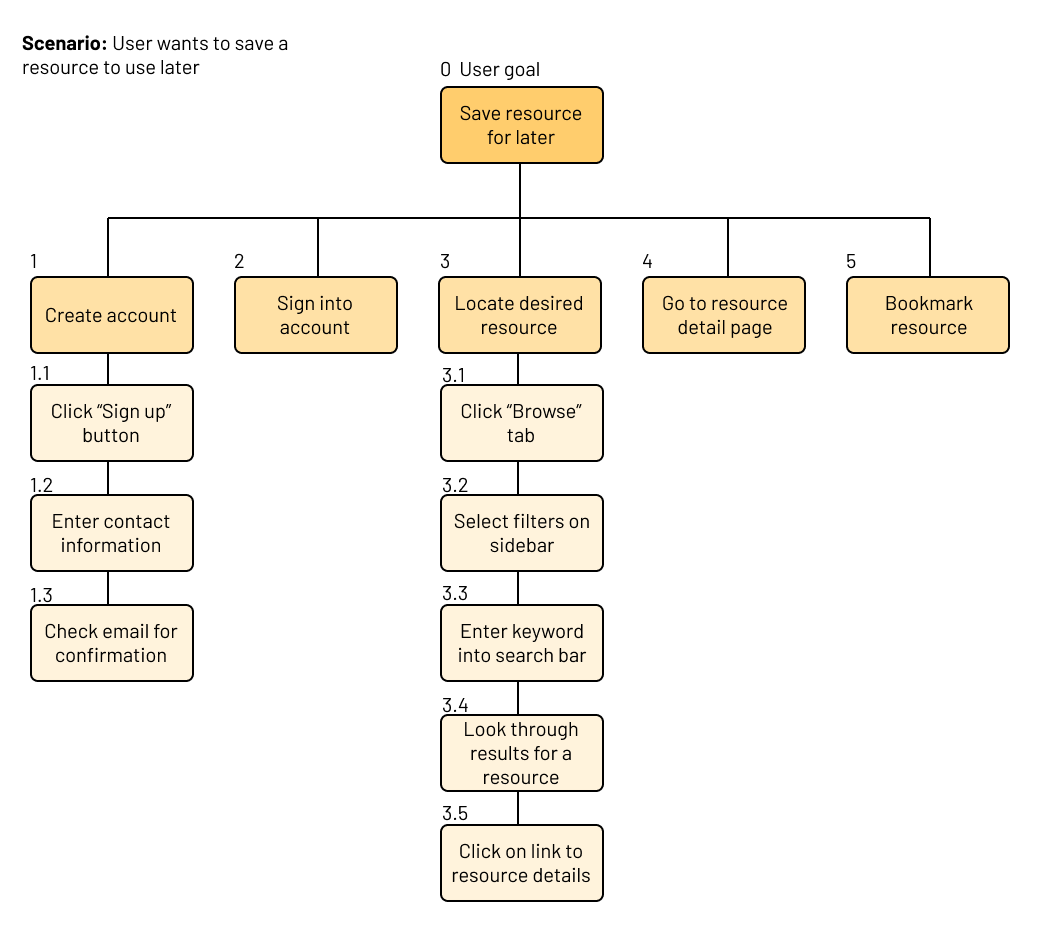 Scenario: User wants to save a
resource to use later
0 User goal
Save resource
for later
1
Create account
1.1
Click “Sign up”
button
1.2
Enter contact
information
1.3
Check email for
confirmation
2
Sign into
account
3
Locate desired
resource
3.1
Click “Browse”
tab
3.2
Select filters on
sidebar
3.3
Enter keyword
into search bar
3.4
Look through
results for a
resource
3.5
Click on link to
resource details
4
Go to resource
detail page
5
Bookmark
resource